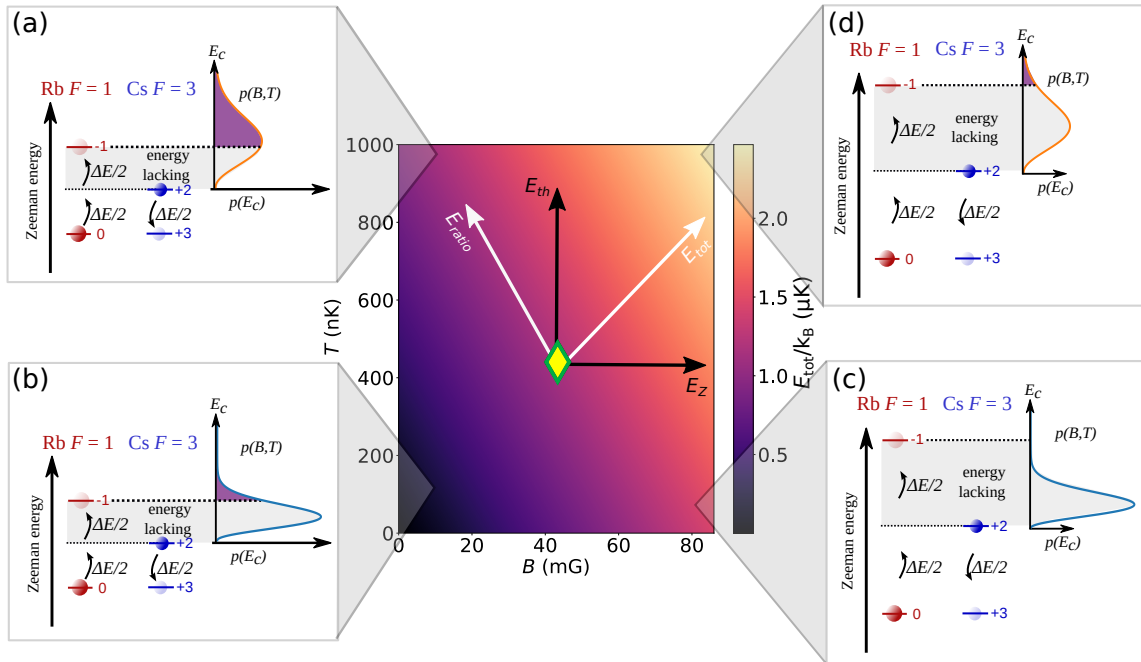 (a)
E_c
Rb F = 1 Cs F = 3
p(B,T)
Zeeman energy
-1
energy
lacking
ΔE/2
+2
p(E_c)
ΔE/2
ΔE/2
0
+3
(b)
E_c
Rb F = 1 Cs F = 3
p(B,T)
Zeeman energy
-1
energy
lacking
ΔE/2
+2
p(E_c)
ΔE/2
ΔE/2
0
+3
T (nK)
1000
800
600
400
200
0
0
20
40
60
80
B (mG)
E_th
E_ratio
E_tot
E_Z
2.0
1.5
1.0
0.5
E_tot/k_B (μK)
(d)
E_c
Rb F = 1 Cs F = 3
p(B,T)
Zeeman energy
-1
ΔE/2
energy
lacking
+2
p(E_c)
ΔE/2
ΔE/2
0
+3
(c)
E_c
Rb F = 1 Cs F = 3
p(B,T)
Zeeman energy
-1
ΔE/2
energy
lacking
+2
p(E_c)
ΔE/2
ΔE/2
0
+3